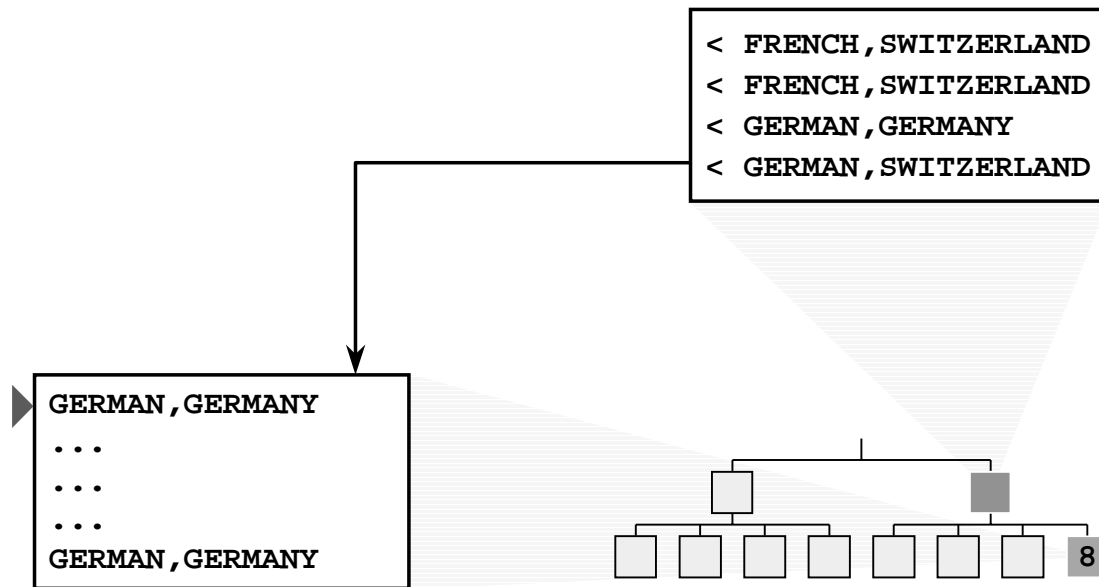 < FRENCH,SWITZERLAND
< FRENCH,SWITZERLAND
< GERMAN,GERMANY
< GERMAN,SWITZERLAND
GERMAN,GERMANY
...
...
...
GERMAN,GERMANY
8